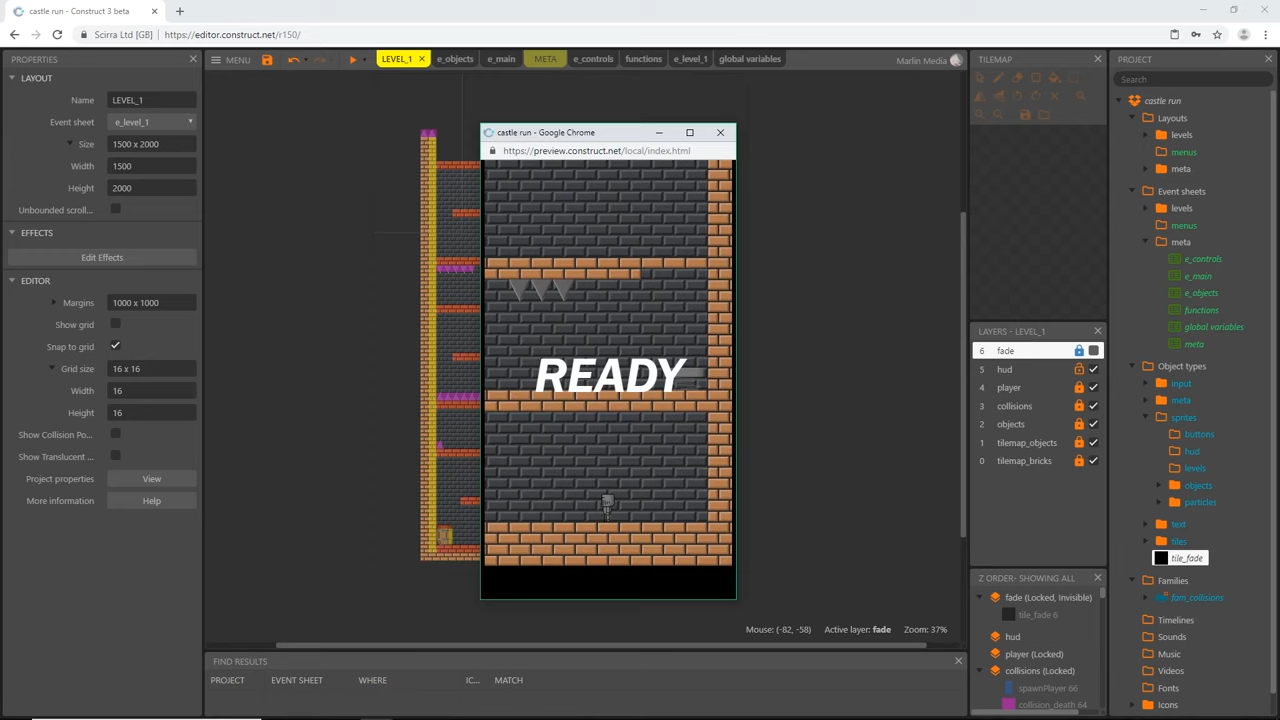 castle run - Construct 3 beta
Scirra Ltd [GB] https://editor.construct.net/r150/
PROPERTIES
MENU
LEVEL_1
e_objects
e_main
META
e_controls
functions
e_level_1
global variables
Marlin Media
TILEMAP
PROJECT
LAYOUT
Name LEVEL_1
Event sheet e_level_1
Size 1500 x 2000
Width 1500
Height 2000
Unbounded scroll...
EFFECTS
Edit Effects
EDITOR
Margins 1000 x 1000
Show grid
Snap to grid
Grid size 16 x 16
Width 16
Height 16
Show Collision Po...
Show Translucent ...
Project properties View
More information Help
castle run - Google Chrome
https://preview.construct.net/local/index.html
READY
Mouse: (-82, -58) Active layer: fade Zoom: 37%
FIND RESULTS
PROJECT EVENT SHEET WHERE IC... MATCH
LAYERS - LEVEL_1
6 fade
5 hud
4 player
3 collisions
2 objects
1 tilemap_objects
0 tilemap_bricks
Z ORDER- SHOWING ALL
fade (Locked, Invisible)
tile_fade 6
hud
player (Locked)
collisions (Locked)
spawnPlayer 66
collision_death 64
Search
castle run
Layouts
levels
menus
meta
Event sheets
levels
menus
meta
e_controls
e_main
e_objects
functions
global variables
meta
Object types
input
meta
sprites
buttons
hud
levels
objects
particles
text
tiles
tile_fade
Families
fam_collisions
Timelines
Sounds
Music
Videos
Fonts
Icons